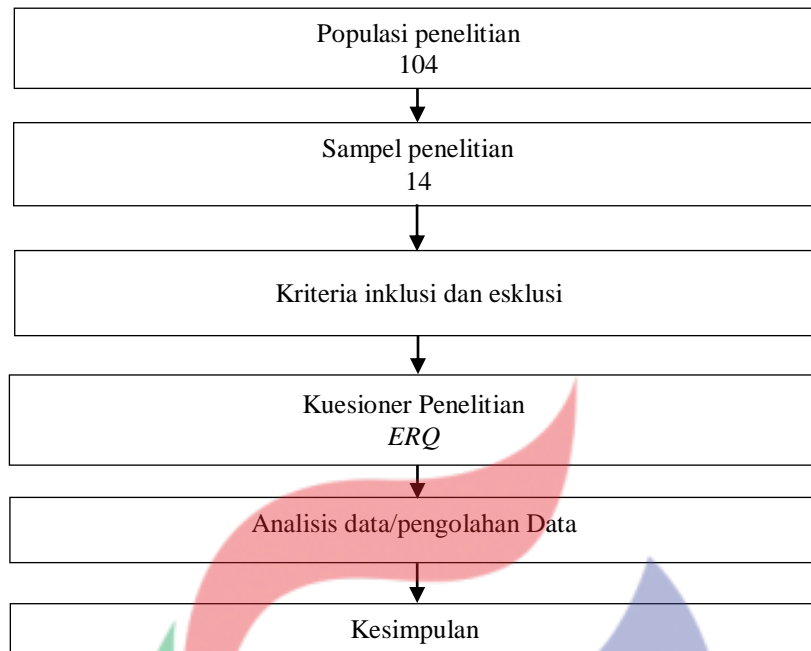 Populasi penelitian
104
Sampel penelitian
14
Kriteria inklusi dan esklusi
Kuesioner Penelitian
ERQ
Analisis data/pengolahan Data
Kesimpulan